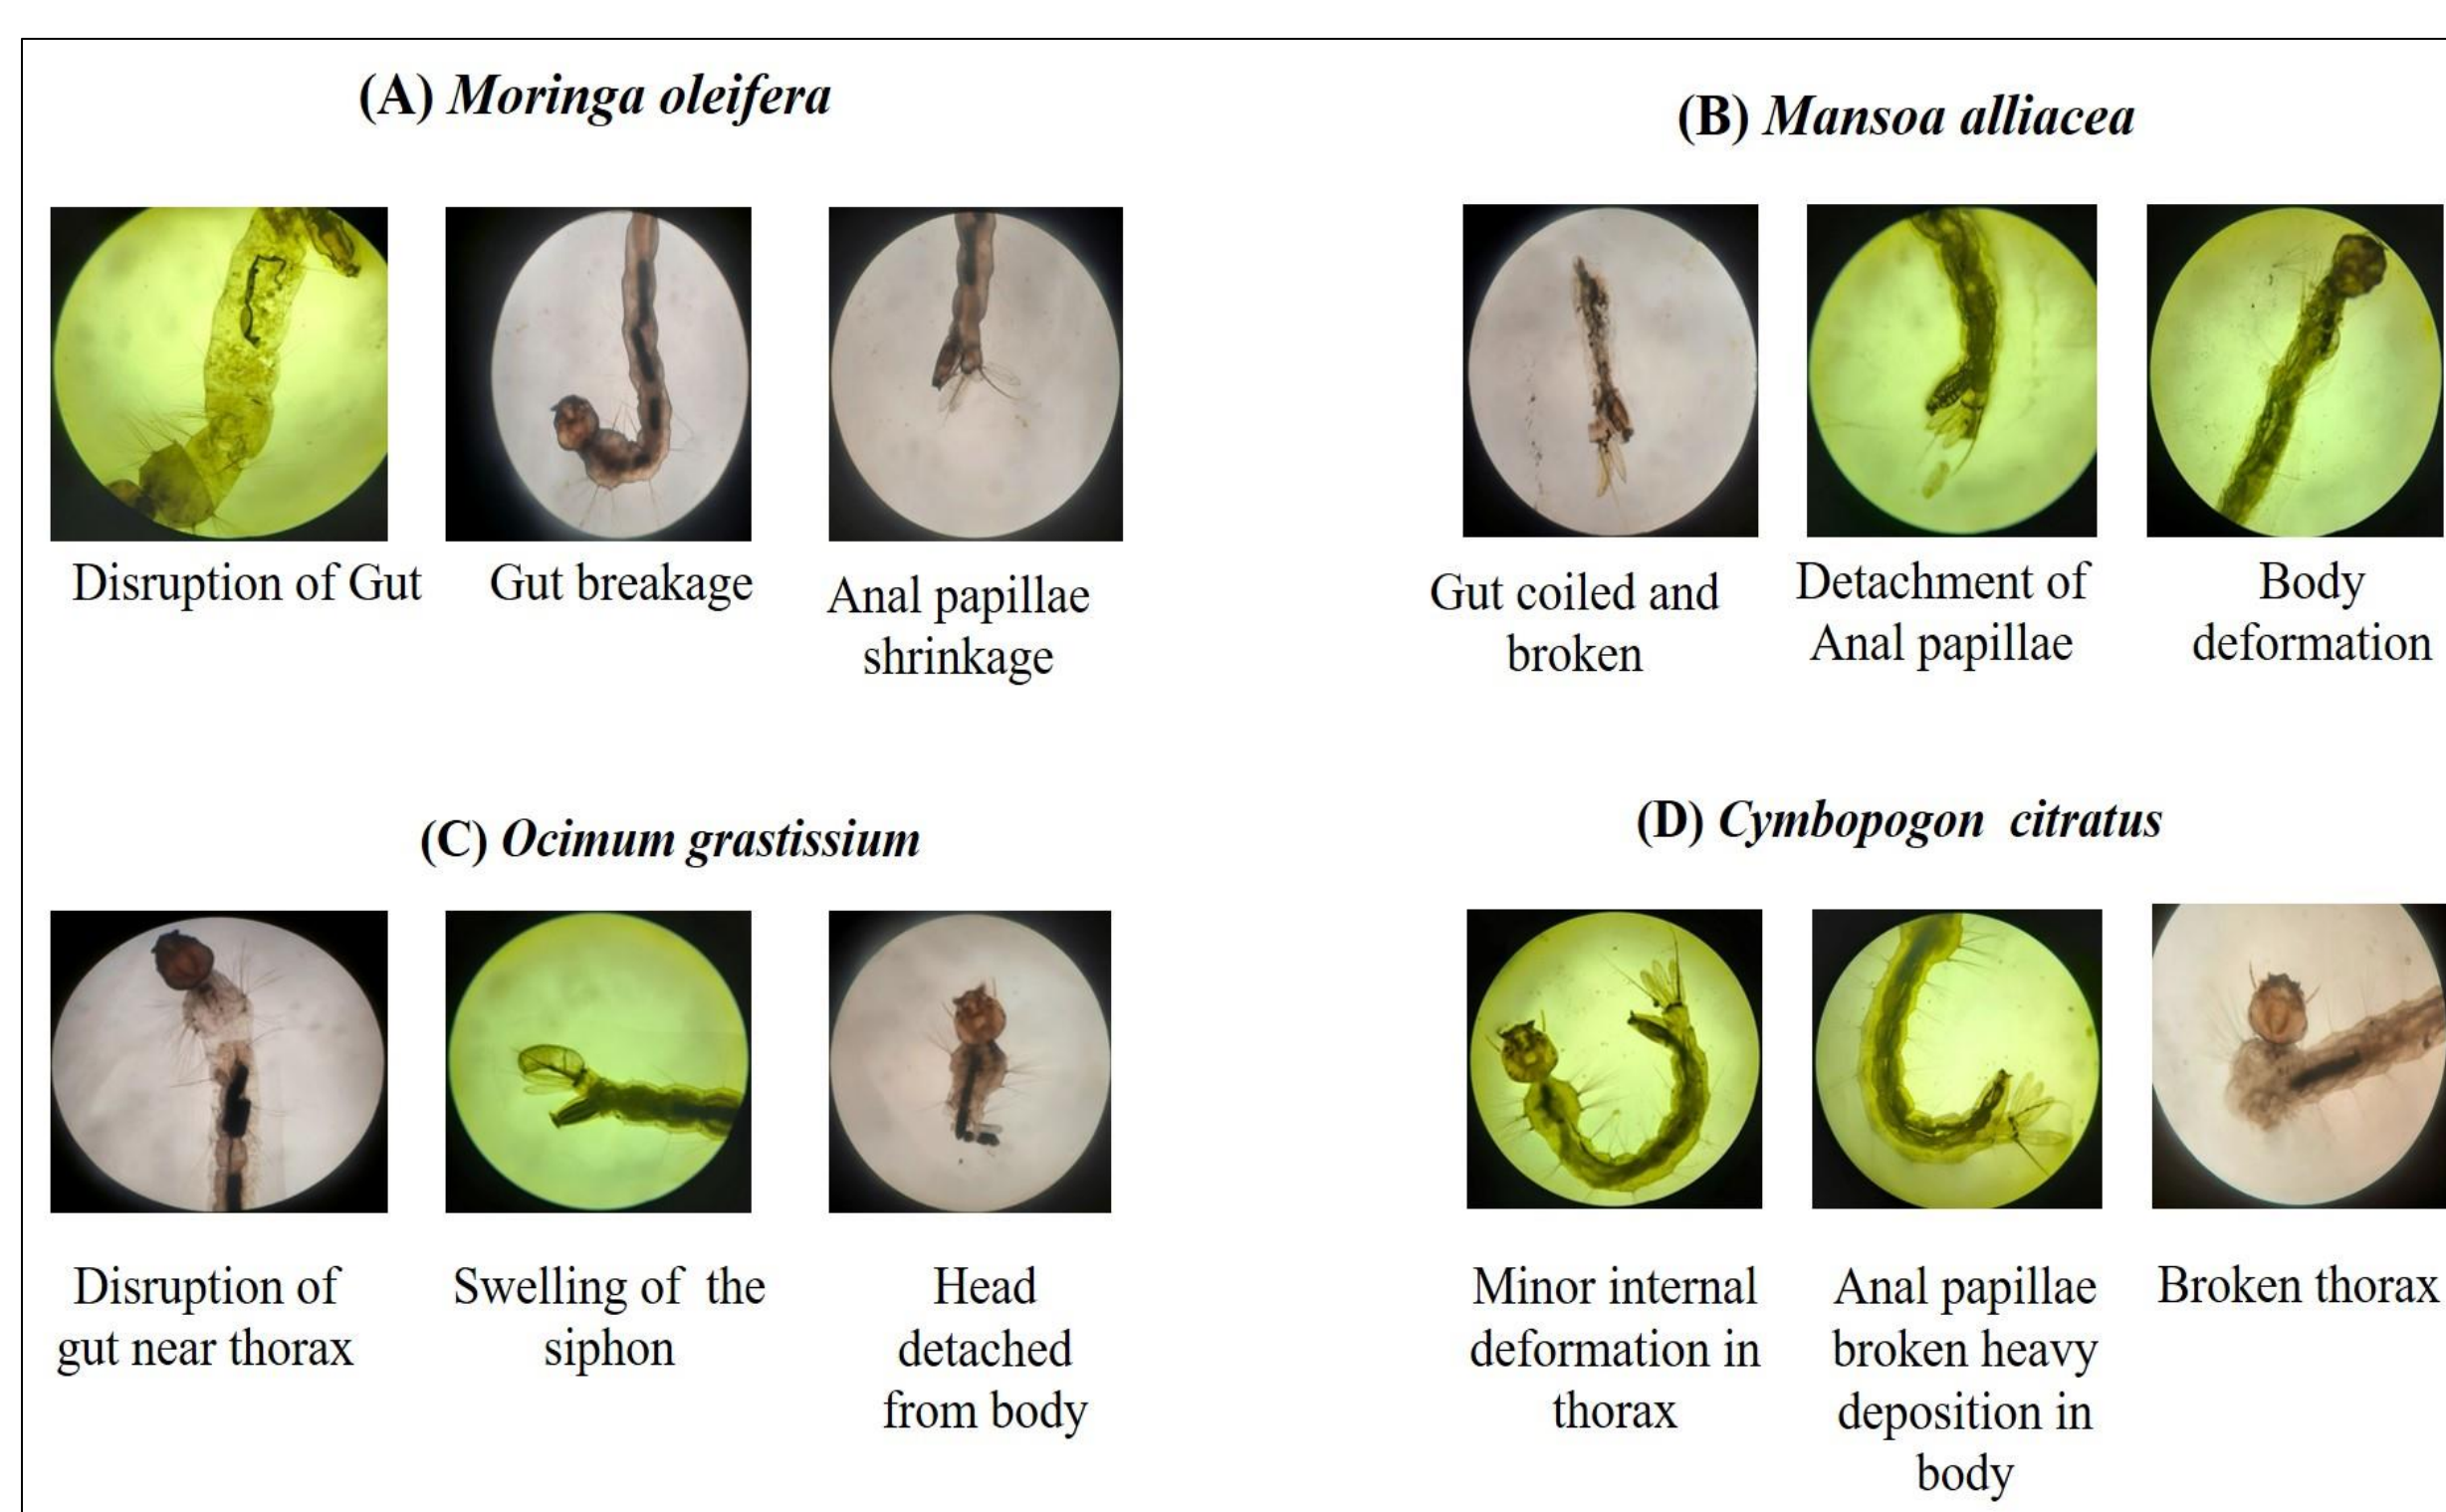 (A) Moringa oleifera
Disruption of Gut
Gut breakage
Anal papillae
shrinkage
(B) Mansoa alliacea
Gut coiled and
broken
Detachment of
Anal papillae
Body
deformation
(C) Ocimum grastissium
Disruption of
gut near thorax
Swelling of the
siphon
Head
detached
from body
(D) Cymbopogon citratus
Minor internal
deformation in
thorax
Anal papillae
broken heavy
deposition in
body
Broken thorax